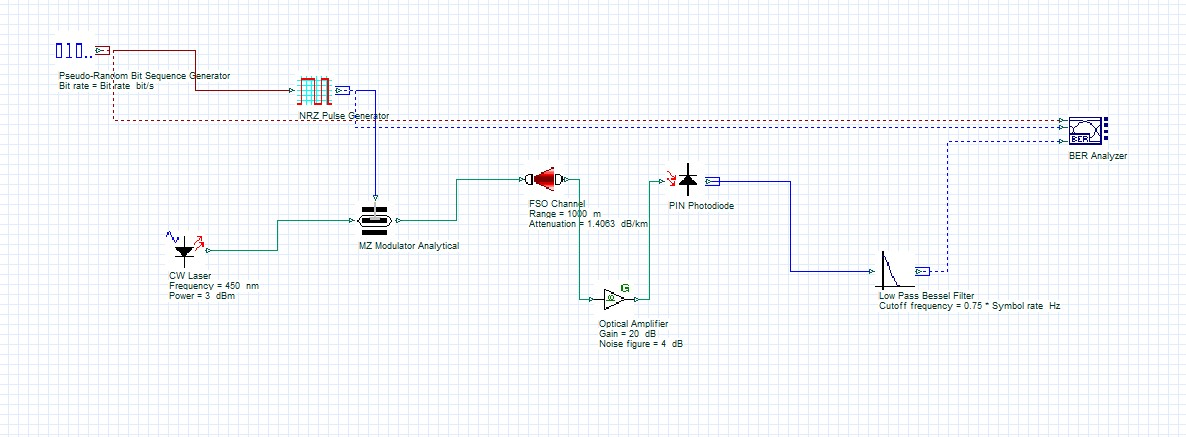 010..
Pseudo-Random Bit Sequence Generator
Bit rate = Bit rate bit/s
NRZ Pulse Generator
BER
BER Analyzer
FSO Channel
Range = 1000 m
Attenuation = 1.4063 dB/km
PIN Photodiode
MZ Modulator Analytical
CW Laser
Frequency = 450 nm
Power = 3 dBm
G
Optical Amplifier
Gain = 20 dB
Noise figure = 4 dB
Low Pass Bessel Filter
Cutoff frequency = 0.75 * Symbol rate Hz